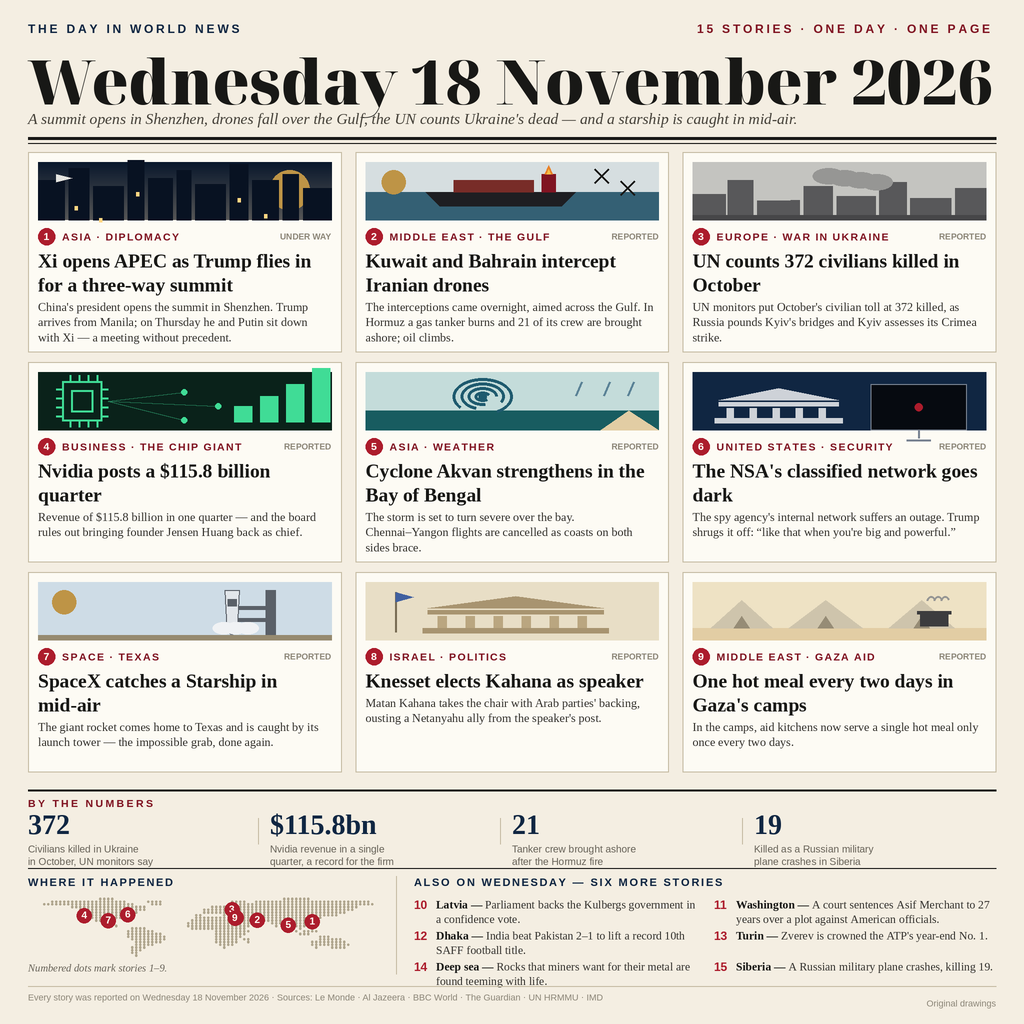 THE DAY IN WORLD NEWS
15 STORIES · ONE DAY · ONE PAGE
Wednesday 18 November 2026
A summit opens in Shenzhen, drones fall over the Gulf, the UN counts Ukraine's dead — and a starship is caught in mid-air.
1 ASIA · DIPLOMACY UNDER WAY
Xi opens APEC as Trump flies in
for a three-way summit
China's president opens the summit in Shenzhen. Trump
arrives from Manila; on Thursday he and Putin sit down
with Xi — a meeting without precedent.
2 MIDDLE EAST · THE GULF REPORTED
Kuwait and Bahrain intercept
Iranian drones
The interceptions came overnight, aimed across the Gulf. In
Hormuz a gas tanker burns and 21 of its crew are brought
ashore; oil climbs.
3 EUROPE · WAR IN UKRAINE REPORTED
UN counts 372 civilians killed in
October
UN monitors put October's civilian toll at 372 killed, as
Russia pounds Kyiv's bridges and Kyiv assesses its Crimea
strike.
4 BUSINESS · THE CHIP GIANT REPORTED
Nvidia posts a $115.8 billion
quarter
Revenue of $115.8 billion in one quarter — and the board
rules out bringing founder Jensen Huang back as chief.
5 ASIA · WEATHER REPORTED
Cyclone Akvan strengthens in the
Bay of Bengal
The storm is set to turn severe over the bay.
Chennai–Yangon flights are cancelled as coasts on both
sides brace.
6 UNITED STATES · SECURITY REPORTED
The NSA's classified network goes
dark
The spy agency's internal network suffers an outage. Trump
shrugs it off: “like that when you're big and powerful.”
7 SPACE · TEXAS REPORTED
SpaceX catches a Starship in
mid-air
The giant rocket comes home to Texas and is caught by its
launch tower — the impossible grab, done again.
8 ISRAEL · POLITICS REPORTED
Knesset elects Kahana as speaker
Matan Kahana takes the chair with Arab parties' backing,
ousting a Netanyahu ally from the speaker's post.
9 MIDDLE EAST · GAZA AID REPORTED
One hot meal every two days in
Gaza's camps
In the camps, aid kitchens now serve a single hot meal only
once every two days.
BY THE NUMBERS
372
Civilians killed in Ukraine
in October, UN monitors say
$115.8bn
Nvidia revenue in a single
quarter, a record for the firm
21
Tanker crew brought ashore
after the Hormuz fire
19
Killed as a Russian military
plane crashes in Siberia
WHERE IT HAPPENED
4 7 6 3 9 2 5 1
Numbered dots mark stories 1–9.
ALSO ON WEDNESDAY — SIX MORE STORIES
10 Latvia — Parliament backs the Kulbergs government in
a confidence vote.
11 Washington — A court sentences Asif Merchant to 27
years over a plot against American officials.
12 Dhaka — India beat Pakistan 2–1 to lift a record 10th
SAFF football title.
13 Turin — Zverev is crowned the ATP's year-end No. 1.
14 Deep sea — Rocks that miners want for their metal are
found teeming with life.
15 Siberia — A Russian military plane crashes, killing 19.
Every story was reported on Wednesday 18 November 2026 · Sources: Le Monde · Al Jazeera · BBC World · The Guardian · UN HRMMU · IMD
Original drawings